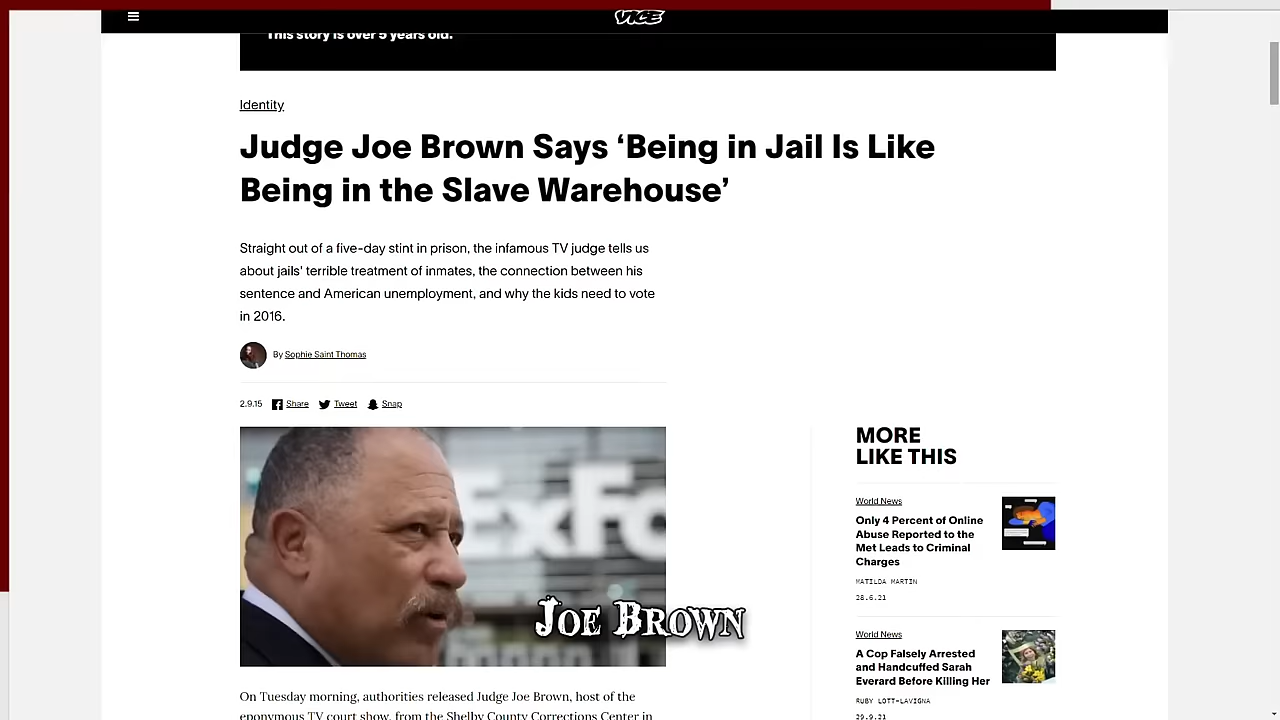 VICE
This story is over 5 years old.
Identity
Judge Joe Brown Says ‘Being in Jail Is Like
Being in the Slave Warehouse’
Straight out of a five-day stint in prison, the infamous TV judge tells us
about jails' terrible treatment of inmates, the connection between his
sentence and American unemployment, and why the kids need to vote
in 2016.
By Sophie Saint Thomas
2.9.15 Share Tweet Snap
ExFo
JOE BROWN
On Tuesday morning, authorities released Judge Joe Brown, host of the
eponymous TV court show, from the Shelby County Corrections Center in
MORE
LIKE THIS
World News
Only 4 Percent of Online
Abuse Reported to the
Met Leads to Criminal
Charges
MATILDA MARTIN
28.6.21
World News
A Cop Falsely Arrested
and Handcuffed Sarah
Everard Before Killing Her
RUBY LOTT-LAVIGNA
29.9.21